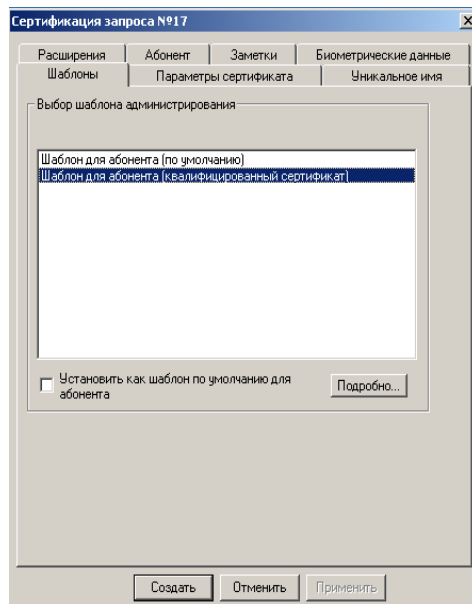 Сертификация запроса №17
Расширения
Абонент
Заметки
Биометрические данные
Шаблоны
Параметры сертификата
Уникальное имя
Выбор шаблона администрирования
Шаблон для абонента (по умолчанию)
Шаблон для абонента (квалифицированный сертификат)
Установить как шаблон по умолчанию для
абонента
Подробно...
Создать
Отменить
Применить